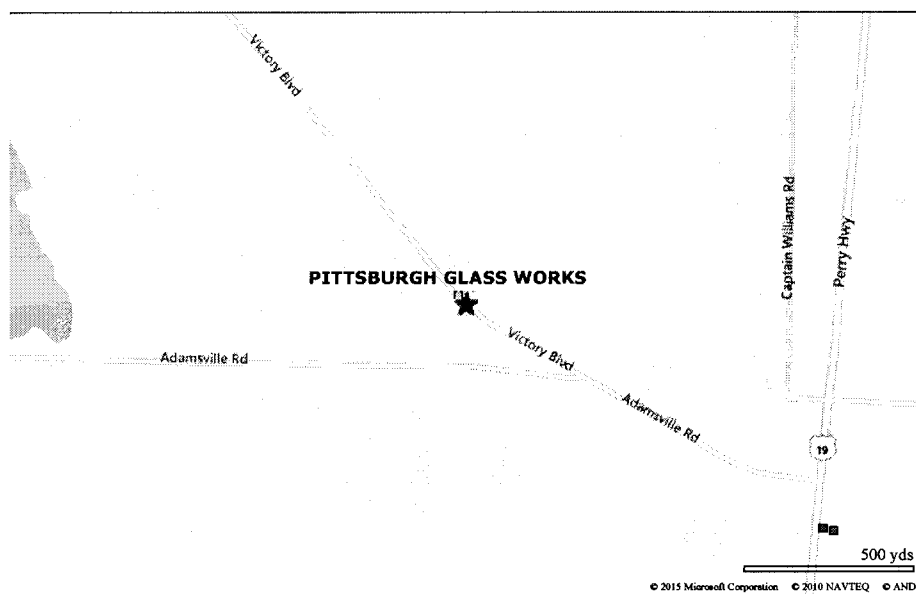 Victory Blvd
Captain Williams Rd
Perry Hwy
PITTSBURGH GLASS WORKS
Victory Blvd
Adamsville Rd
Adamsville Rd
19
500 yds
© 2015 Microsoft Corporation © 2010 NAVTEQ © AND